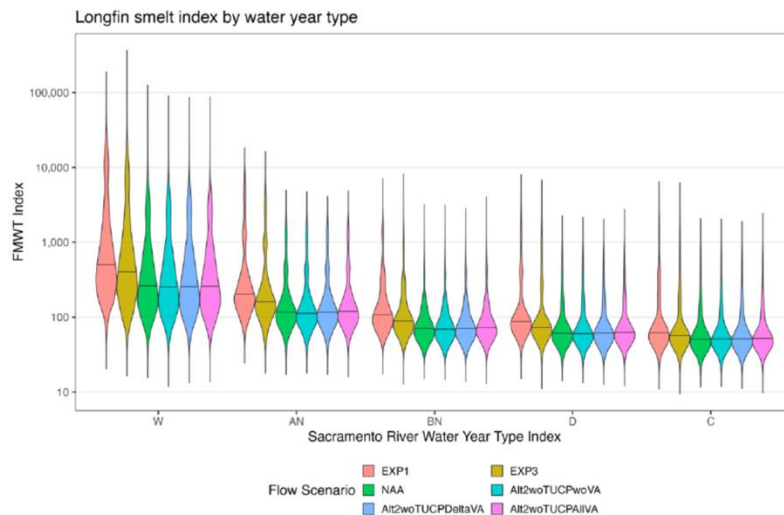 Longfin smelt index by water year type
FMWT Index
100,000
10,000
1,000
100
10
W AN BN D C
Sacramento River Water Year Type Index
Flow Scenario
EXP1 EXP3
NAA Alt2woTUCPwoVA
Alt2woTUCPDeltaVA Alt2woTUCPAllVA